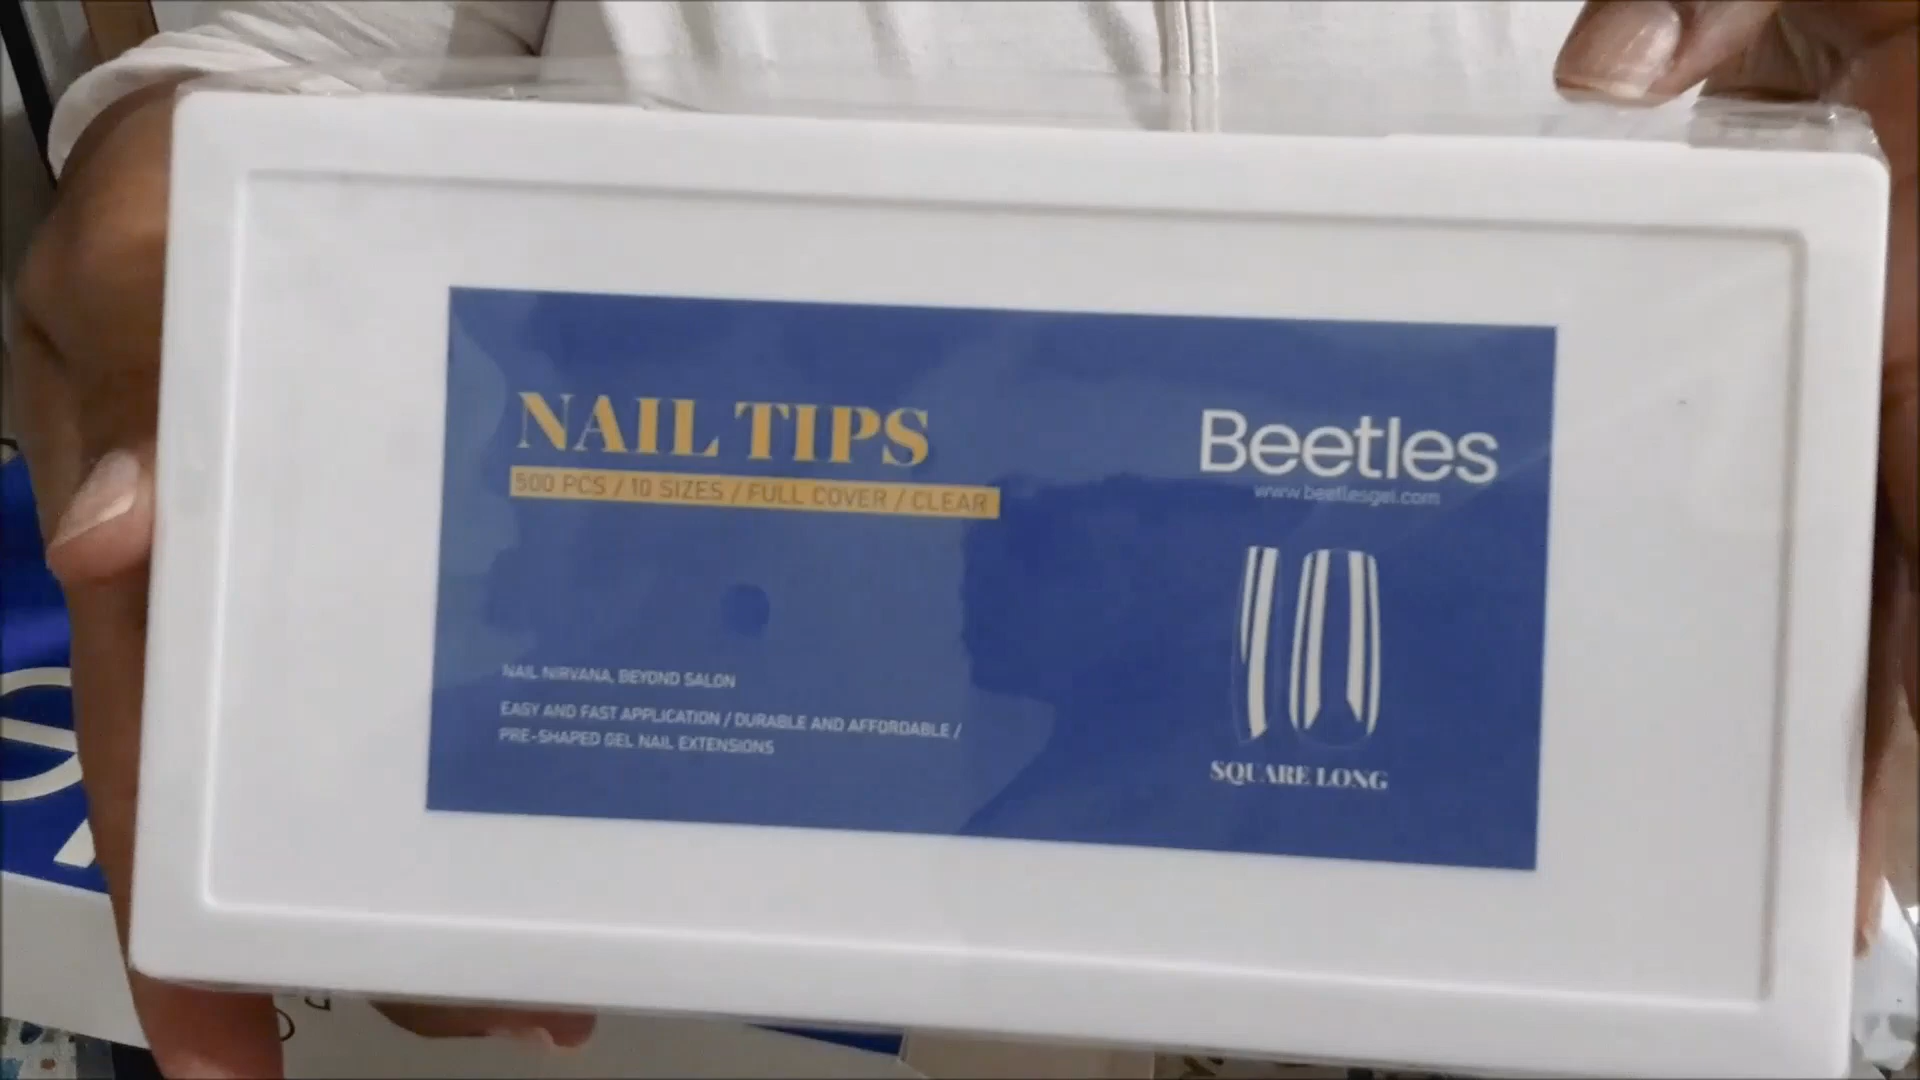 NAIL TIPS
500 PCS / 10 SIZES / FULL COVER / CLEAR
Beetles
www.beetlesgel.com
NAIL NIRVANA, BEYOND SALON
EASY AND FAST APPLICATION / DURABLE AND AFFORDABLE /
PRE-SHAPED GEL NAIL EXTENSIONS
SQUARE LONG